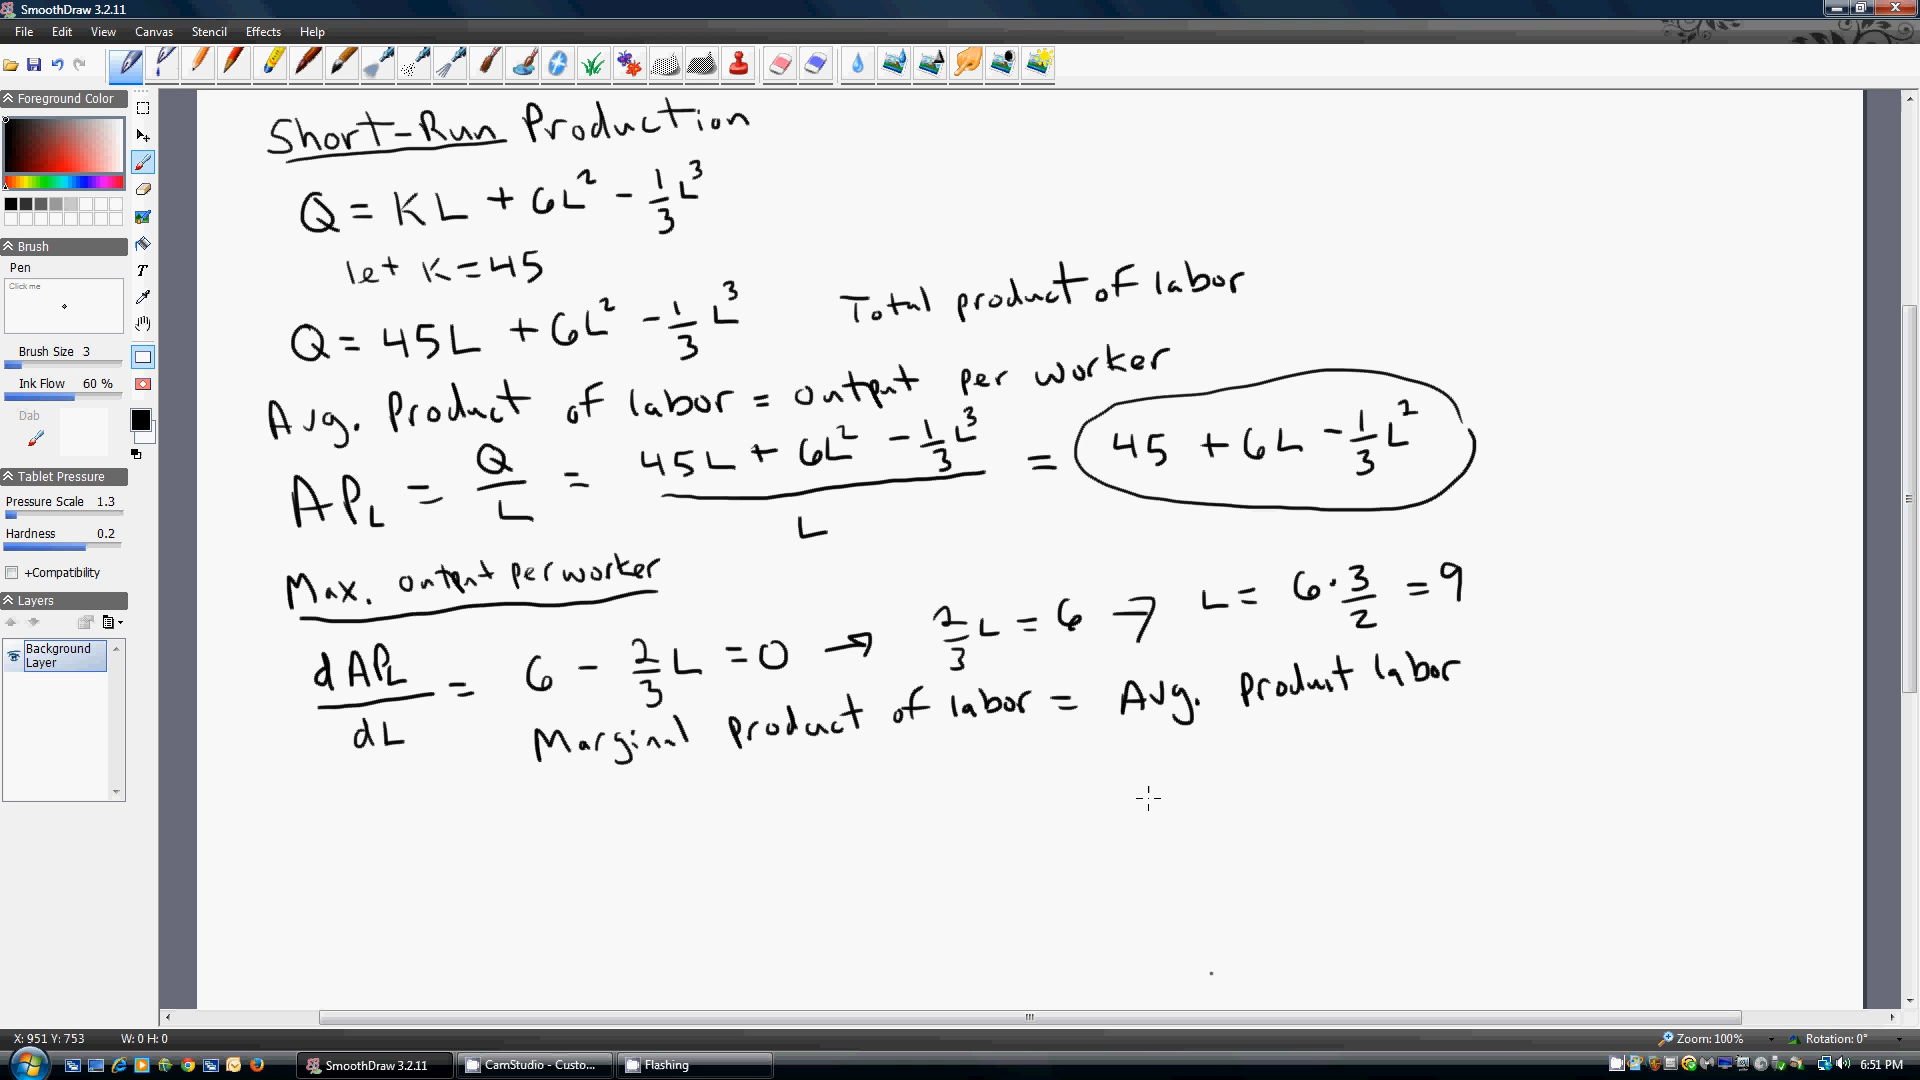 SmoothDraw 3.2.11
File Edit View Canvas Stencil Effects Help
Foreground Color
Brush
Pen
Click me
Brush Size 3
Ink Flow 60 %
Dab
Tablet Pressure
Pressure Scale 1.3
Hardness 0.2
+Compatibility
Layers
Background Layer
Short-Run Production
Q = KL + 6L² - 1/3 L³
let K = 45
Q = 45L + 6L² - 1/3 L³ Total product of labor
Avg. Product of labor = output per worker
AP_L = Q/L = (45L + 6L² - 1/3 L³)/L = 45 + 6L - 1/3 L²
Max. output per worker
dAP_L/dL = 6 - 2/3 L = 0 → 2/3 L = 6 → L = 6 · 3/2 = 9
Marginal product of labor = Avg. Product labor
X: 951 Y: 753 W: 0 H: 0 Zoom: 100% Rotation: 0°
SmoothDraw 3.2.11 CamStudio - Custo... Flashing 6:51 PM